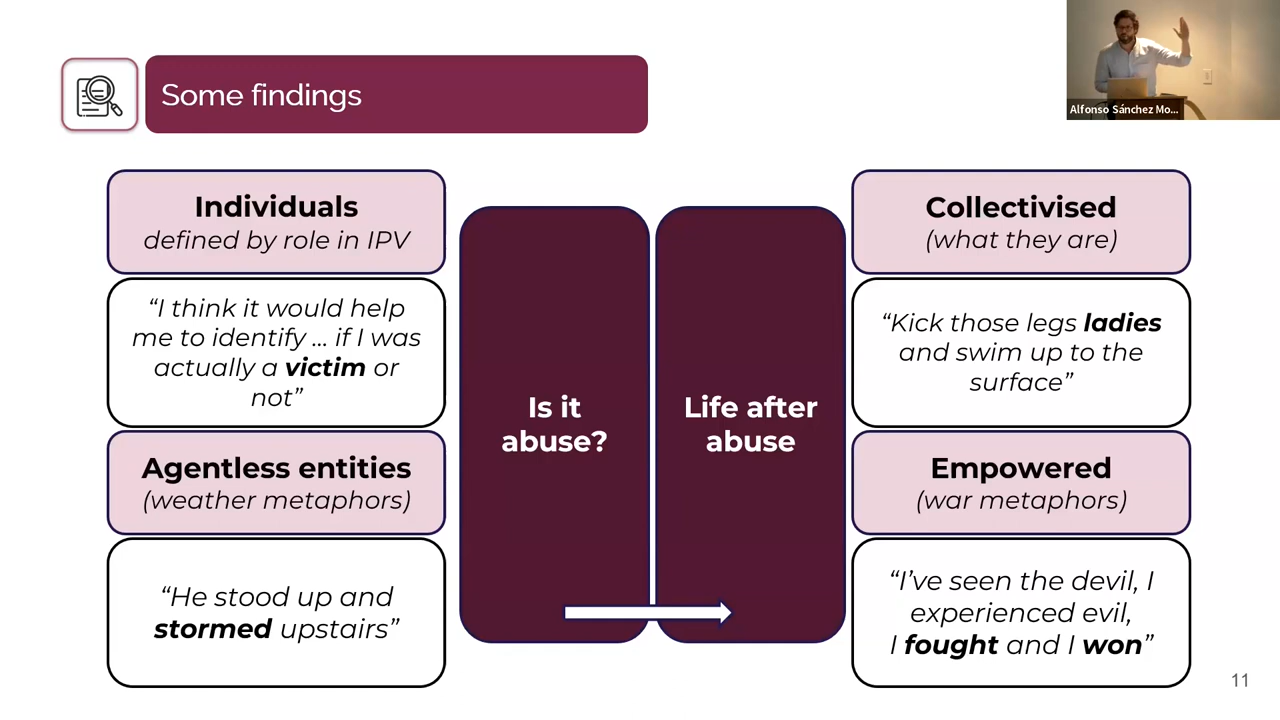 Some findings
Alfonso Sánchez Mo...
Individuals
defined by role in IPV
“I think it would help
me to identify ... if I was
actually a victim or
not”
Agentless entities
(weather metaphors)
“He stood up and
stormed upstairs”
Is it
abuse?
Life after
abuse
Collectivised
(what they are)
“Kick those legs ladies
and swim up to the
surface”
Empowered
(war metaphors)
“I’ve seen the devil, I
experienced evil,
I fought and I won”
11